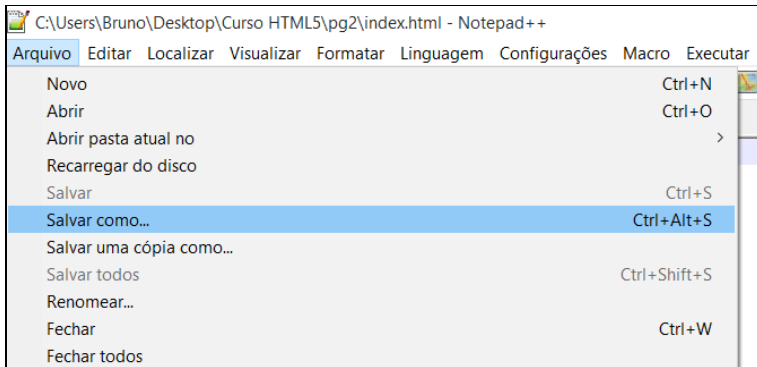 C:\Users\Bruno\Desktop\Curso HTML5\pg2\index.html - Notepad++
Arquivo Editar Localizar Visualizar Formatar Linguagem Configurações Macro Executar
Novo Ctrl+N
Abrir Ctrl+O
Abrir pasta atual no >
Recarregar do disco
Salvar Ctrl+S
Salvar como... Ctrl+Alt+S
Salvar uma cópia como...
Salvar todos Ctrl+Shift+S
Renomear...
Fechar Ctrl+W
Fechar todos